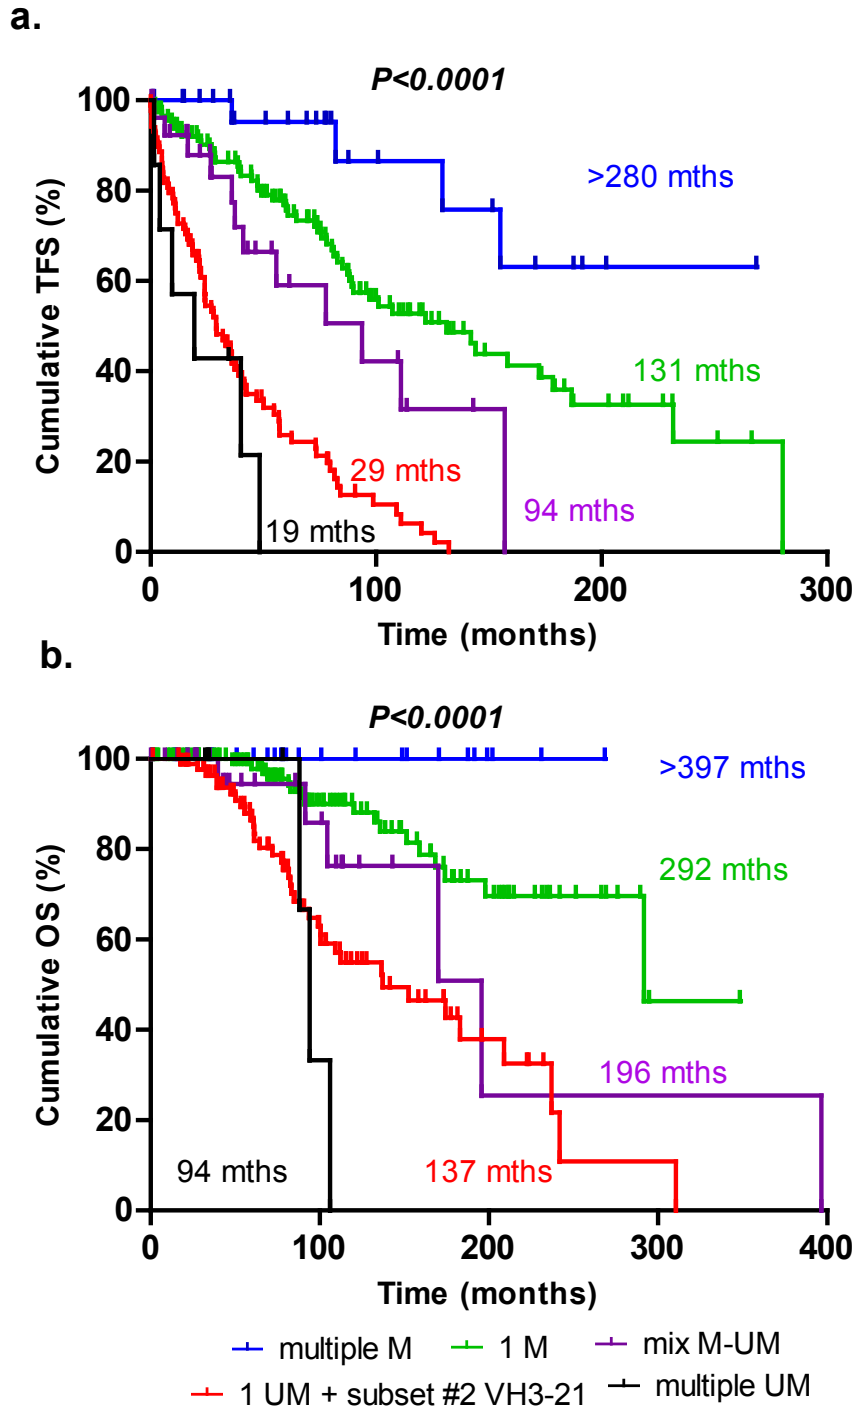 a.
P<0.0001
100
80
60
40
20
0
Cumulative TFS (%)
>280 mths
131 mths
29 mths
94 mths
19 mths
0 100 200 300
Time (months)
b.
P<0.0001
100
80
60
40
20
0
Cumulative OS (%)
>397 mths
292 mths
196 mths
94 mths
137 mths
0 100 200 300 400
Time (months)
multiple M 1 M mix M-UM
1 UM + subset #2 VH3-21 multiple UM